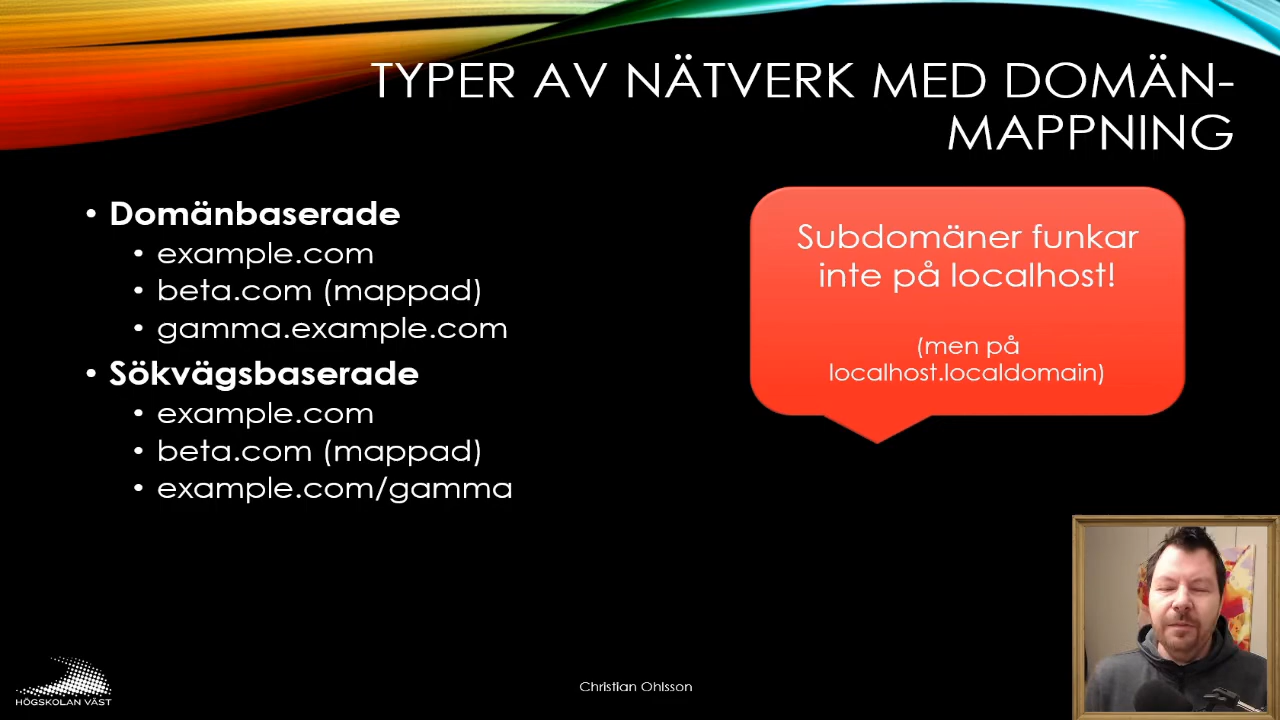 TYPER AV NÄTVERK MED DOMÄN-
MAPPNING
• Domänbaserade
• example.com
• beta.com (mappad)
• gamma.example.com
• Sökvägsbaserade
• example.com
• beta.com (mappad)
• example.com/gamma
Subdomäner funkar
inte på localhost!
(men på
localhost.localdomain)
HÖGSKOLAN VÄST
Christian Ohlsson